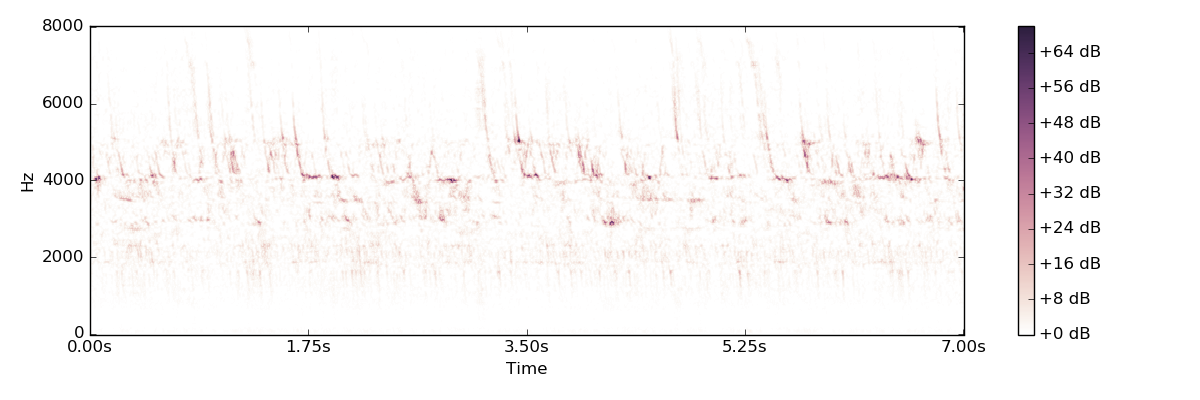 8000
6000
4000
2000
0
Hz
0.00s 1.75s 3.50s 5.25s 7.00s
Time
+64 dB
+56 dB
+48 dB
+40 dB
+32 dB
+24 dB
+16 dB
+8 dB
+0 dB